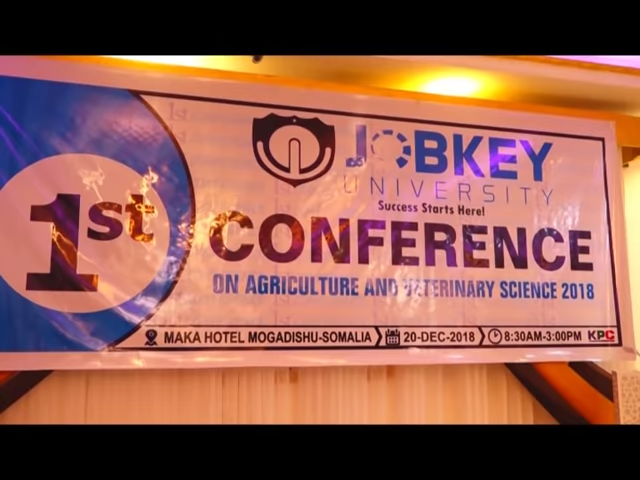 1st
JOBKEY
UNIVERSITY
Success Starts Here!
CONFERENCE
ON AGRICULTURE AND VETERINARY SCIENCE 2018
MAKA HOTEL MOGADISHU-SOMALIA 20-DEC-2018 8:30AM-3:00PM KPC